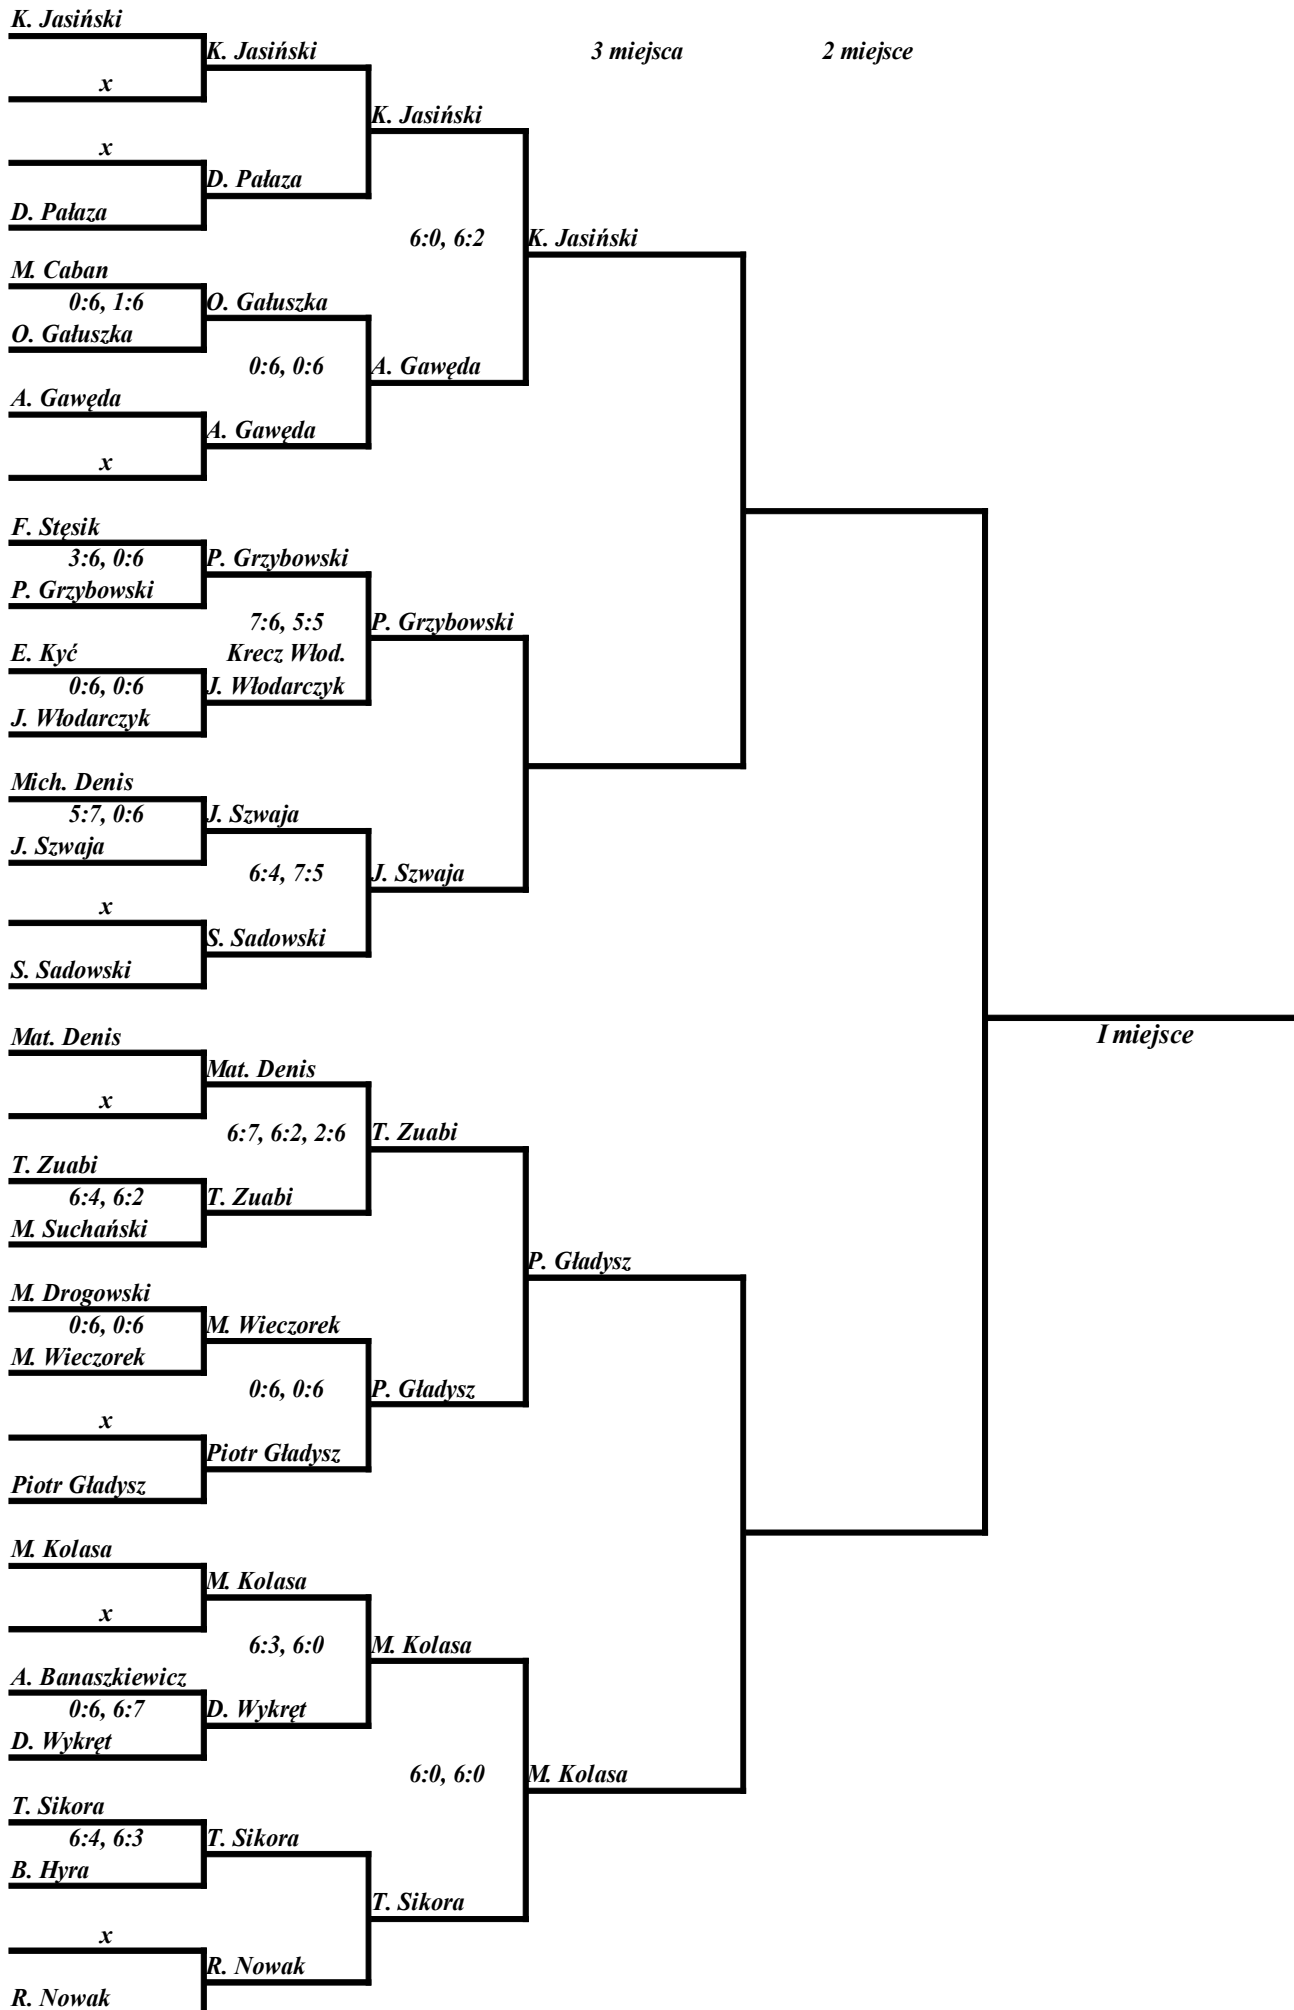 K. Jasiński
K. Jasiński
3 miejsca
2 miejsce
x
K. Jasiński
x
D. Pałaza
D. Pałaza
6:0, 6:2
K. Jasiński
M. Caban
0:6, 1:6
O. Gałuszka
O. Gałuszka
0:6, 0:6
A. Gawęda
A. Gawęda
A. Gawęda
x
F. Stęsik
3:6, 0:6
P. Grzybowski
P. Grzybowski
7:6, 5:5
P. Grzybowski
E. Kyć
Krecz Włod.
0:6, 0:6
J. Włodarczyk
J. Włodarczyk
Mich. Denis
5:7, 0:6
J. Szwaja
J. Szwaja
6:4, 7:5
J. Szwaja
x
S. Sadowski
S. Sadowski
I miejsce
Mat. Denis
Mat. Denis
x
6:7, 6:2, 2:6
T. Zuabi
T. Zuabi
6:4, 6:2
T. Zuabi
M. Suchański
P. Gładysz
M. Drogowski
0:6, 0:6
M. Wieczorek
M. Wieczorek
0:6, 0:6
P. Gładysz
x
Piotr Gładysz
Piotr Gładysz
M. Kolasa
M. Kolasa
x
6:3, 6:0
M. Kolasa
A. Banaszkiewicz
0:6, 6:7
D. Wykręt
D. Wykręt
6:0, 6:0
M. Kolasa
T. Sikora
6:4, 6:3
T. Sikora
B. Hyra
T. Sikora
x
R. Nowak
R. Nowak